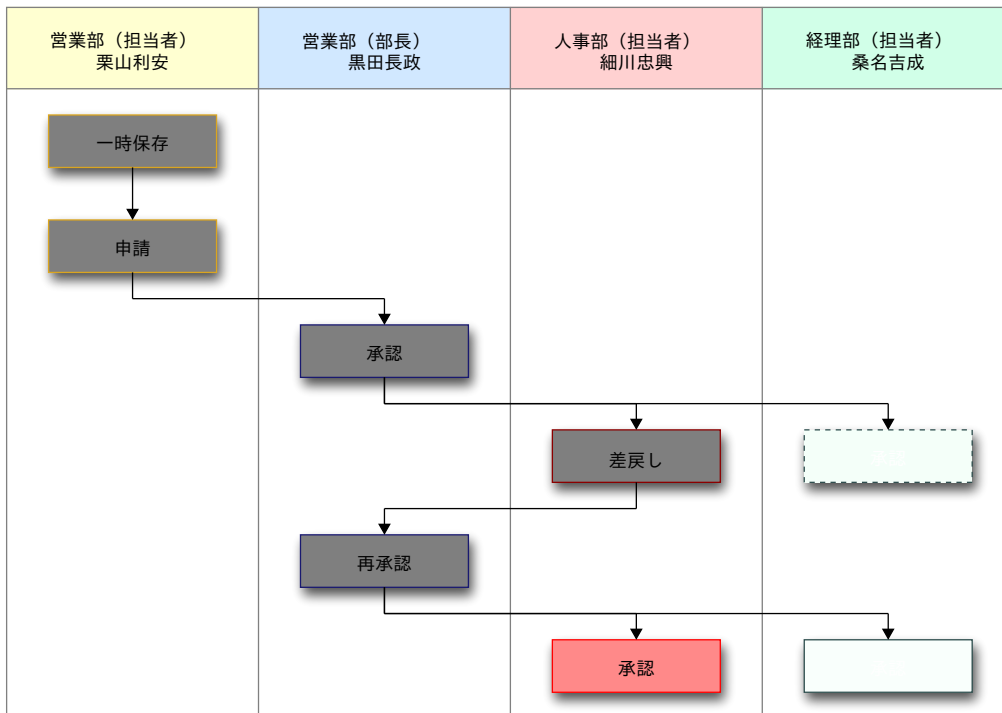 営業部（担当者）
栗山利安
営業部（部長）
黒田長政
人事部（担当者）
細川忠興
経理部（担当者）
桑名吉成
一時保存
申請
承認
差戻し
再承認
承認